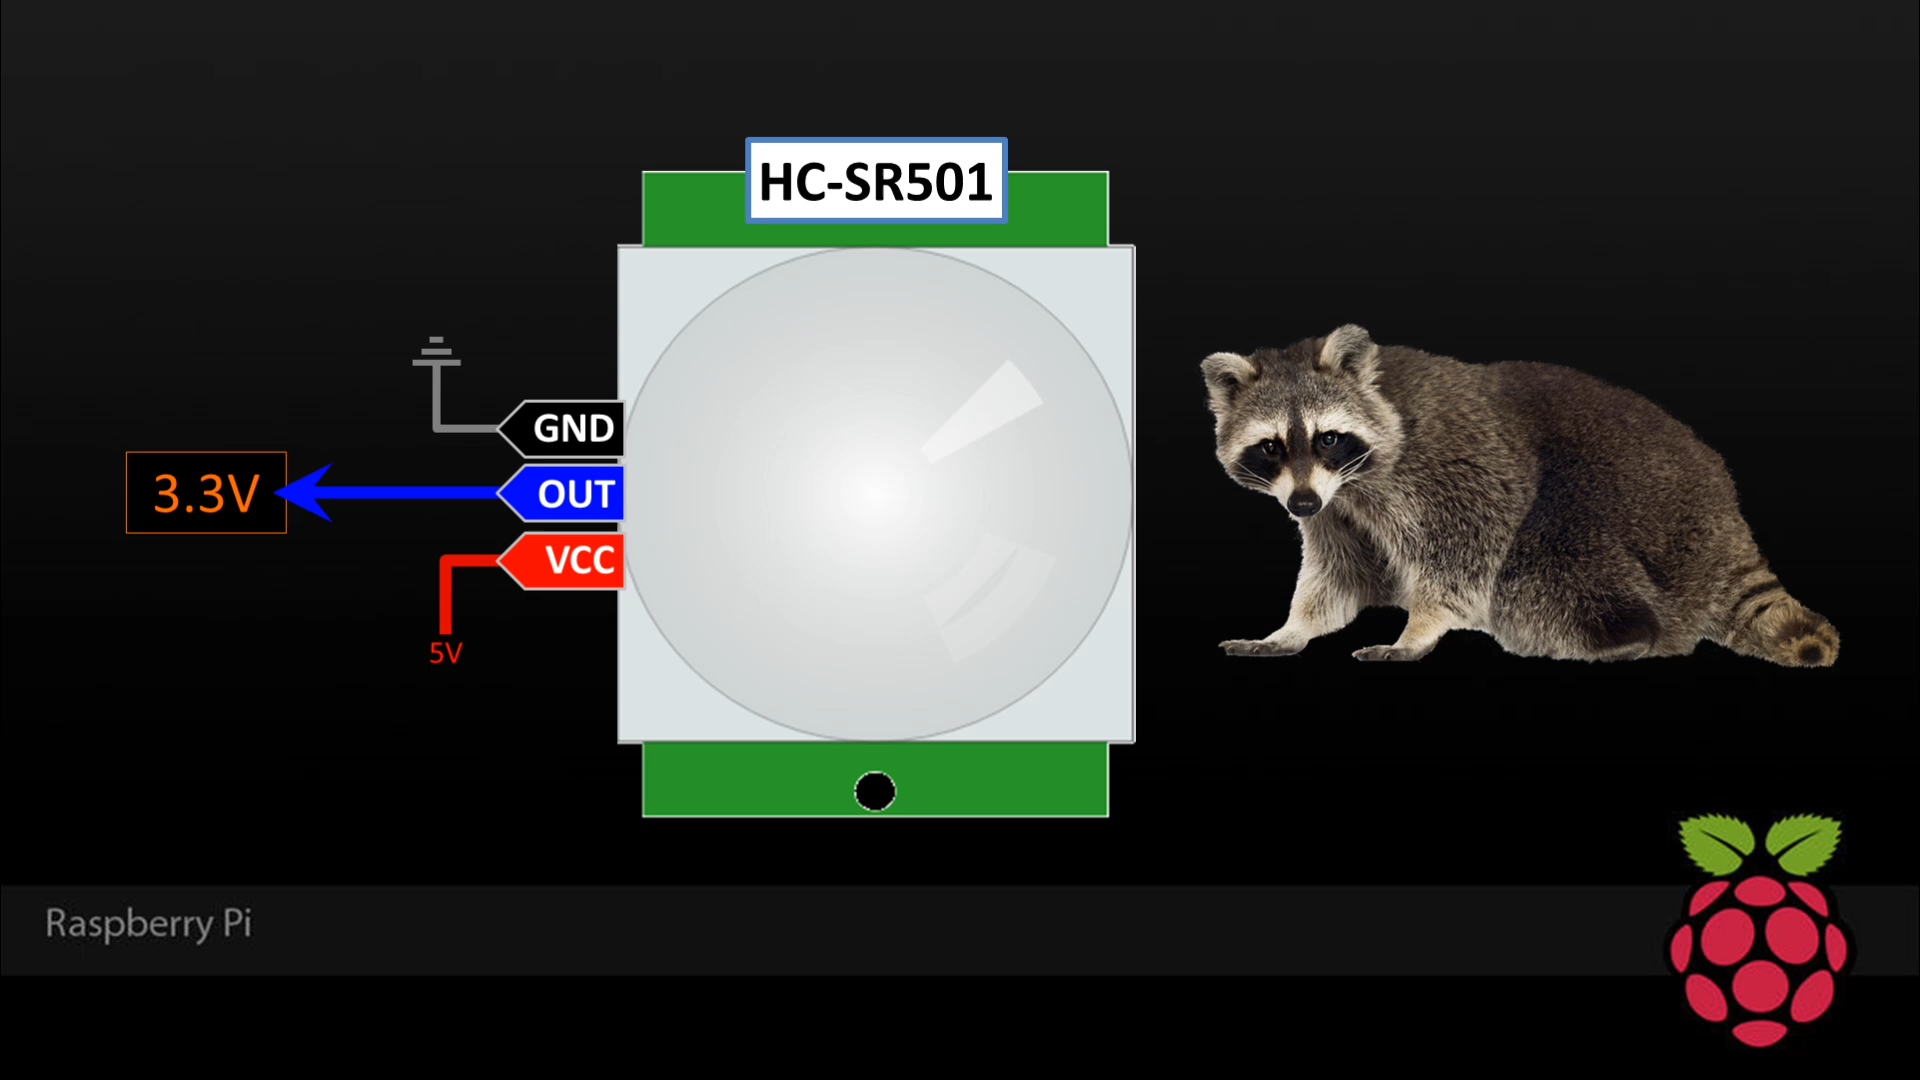 HC-SR501
GND
3.3V
OUT
VCC
5V
Raspberry Pi